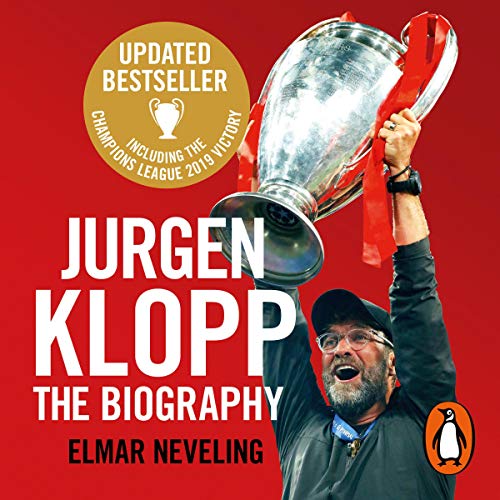 UPDATED
BESTSELLER
INCLUDING THE
CHAMPIONS LEAGUE 2019 VICTORY
JURGEN
KLOPP
THE BIOGRAPHY
ELMAR NEVELING